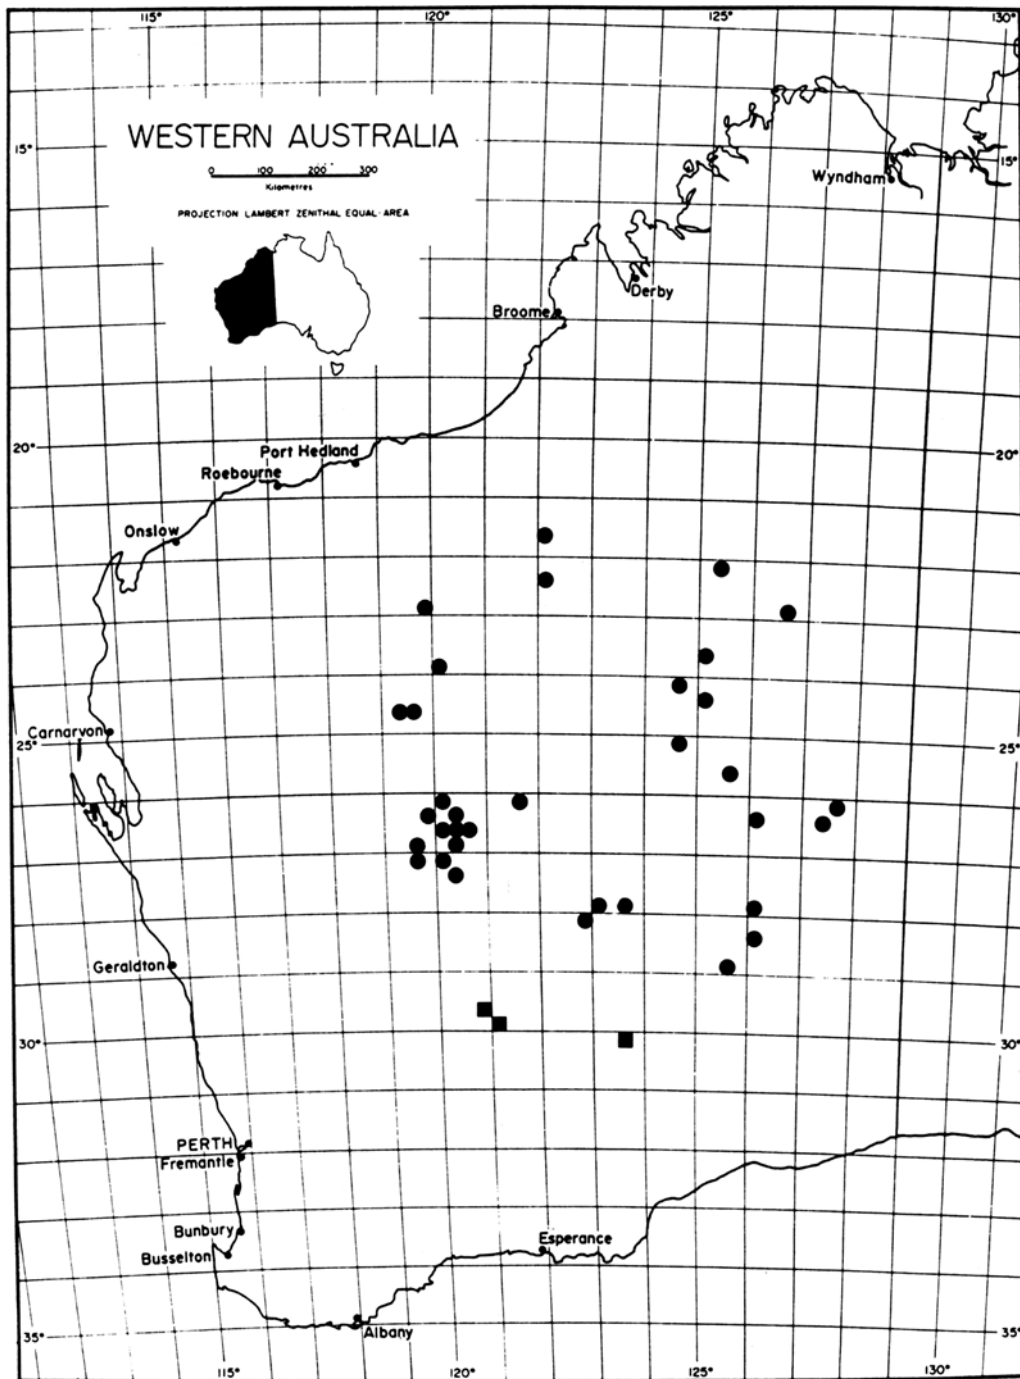 115° 120° 125° 130°
WESTERN AUSTRALIA
15°
0 100 200 300
Kilometres
PROJECTION LAMBERT ZENITHAL EQUAL-AREA
15°
Wyndham
Derby
Broome
20°
20°
Port Hedland
Roebourne
Onslow
Carnarvon
25°
25°
Geraldton
30°
30°
PERTH
Fremantle
Bunbury
Busselton
Esperance
Albany
35°
35°
115° 120° 125° 130°